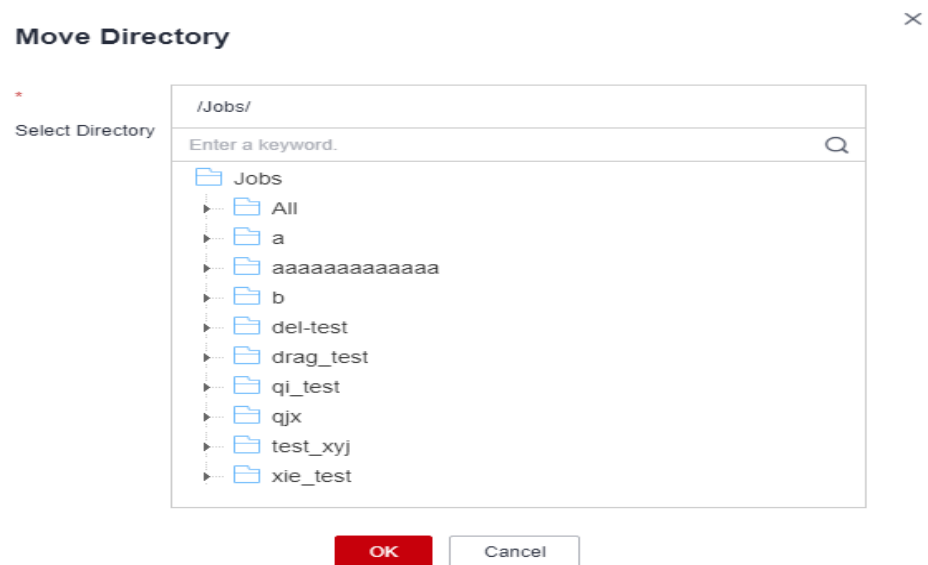 Move Directory
*
/Jobs/
Select Directory
Enter a keyword.
Jobs
All
a
aaaaaaaaaaaaa
b
del-test
drag_test
qi_test
qjx
test_xyj
xie_test
OK
Cancel